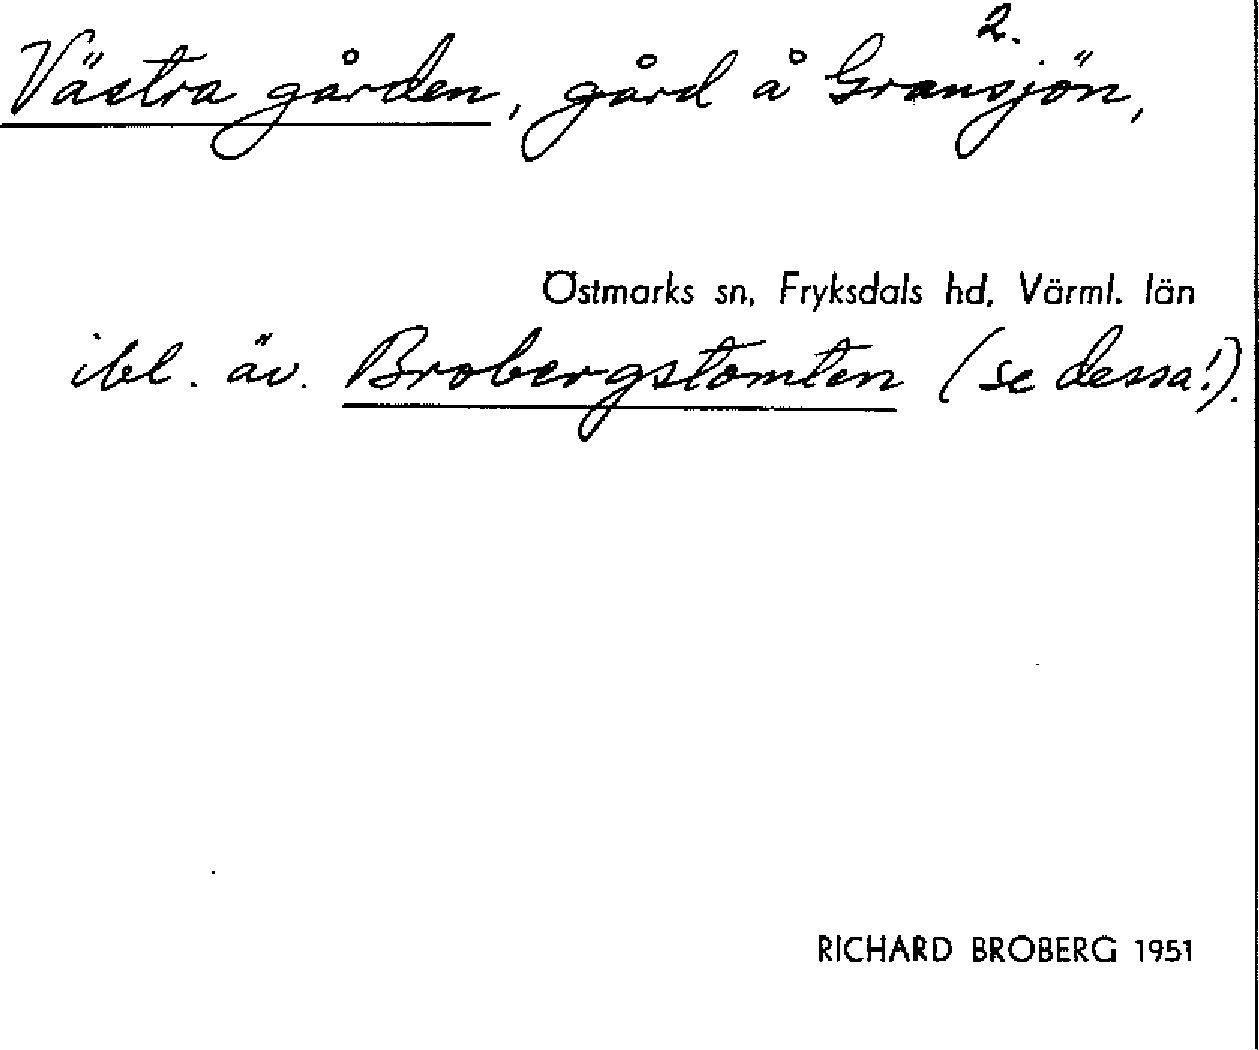 2.
Västra gården, gård å Gransjön,
Östmarks sn, Fryksdals hd, Värml. län
ibl. äv. Brobergstomten (se dessa!).
RICHARD BROBERG 1951